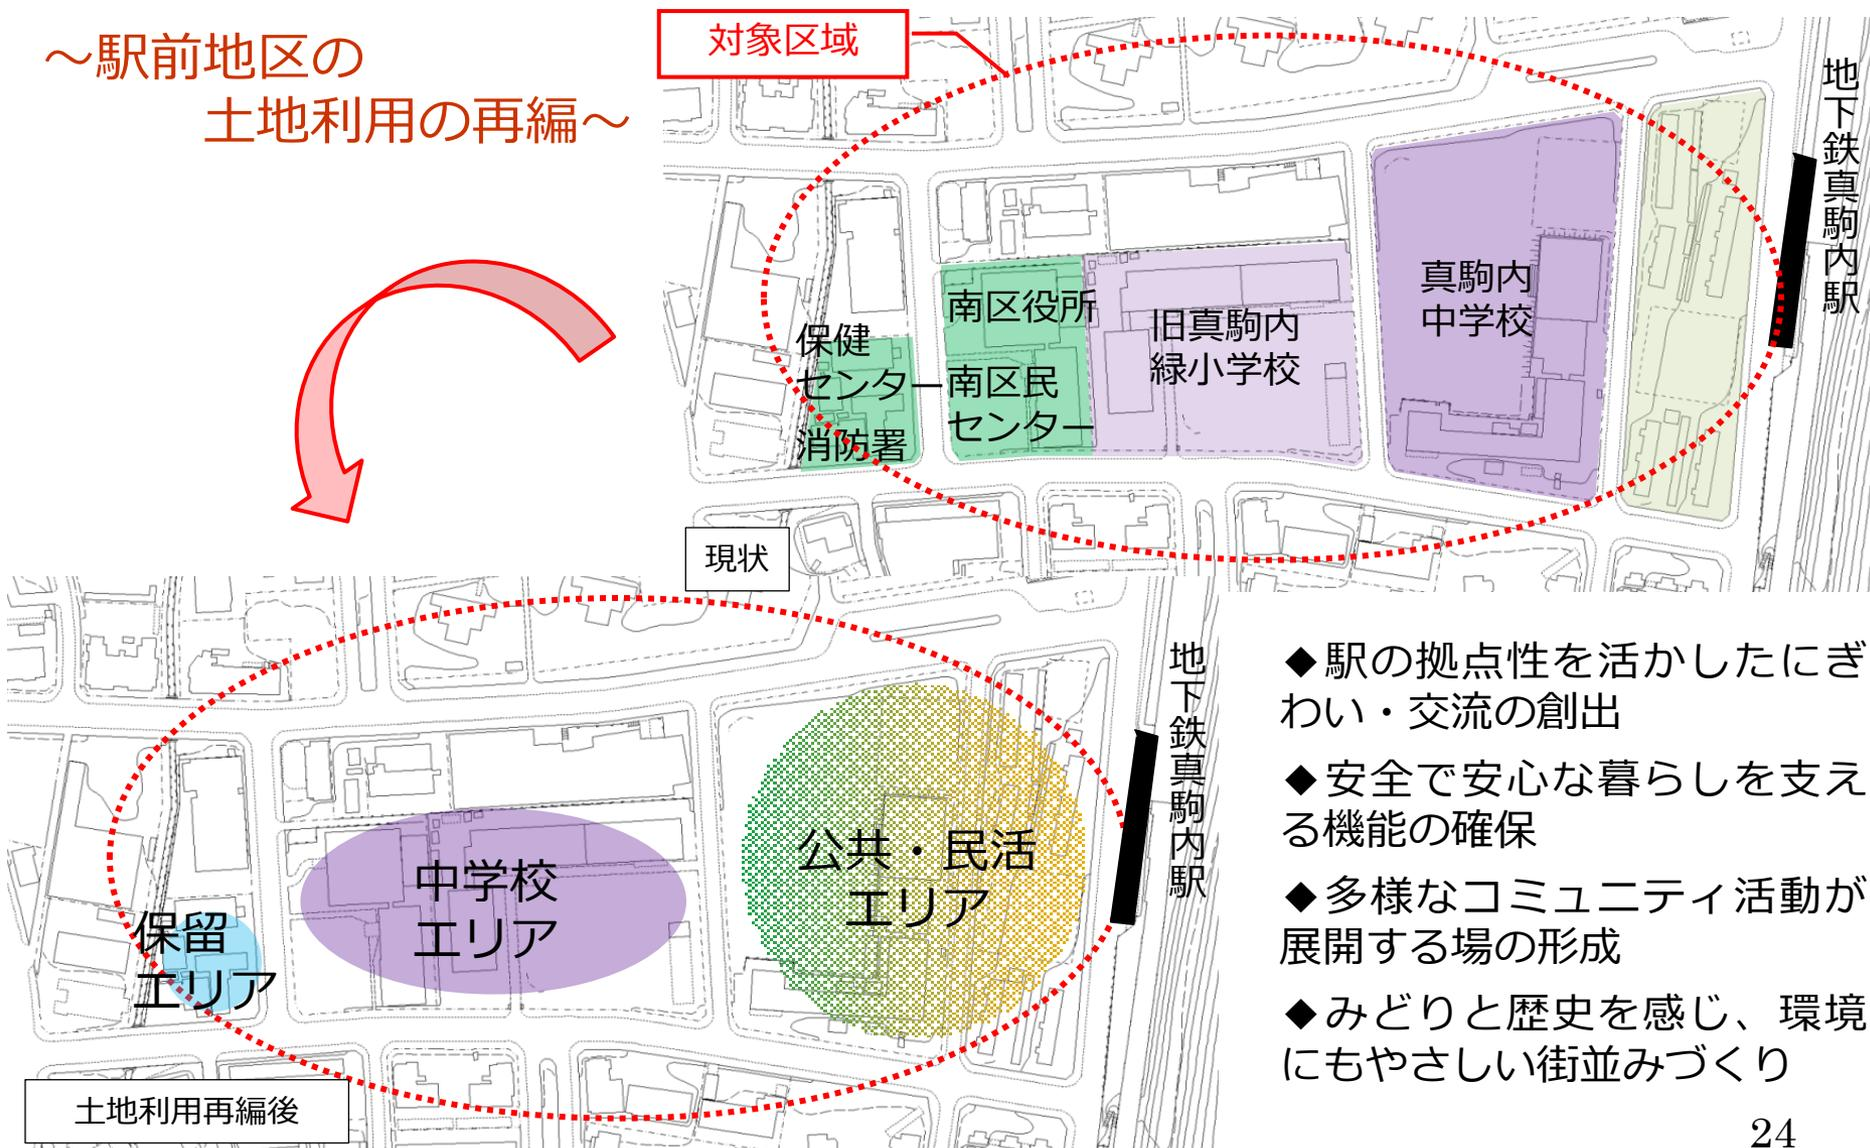 ～駅前地区の
土地利用の再編～
対象区域
地下鉄真駒内駅
真駒内
中学校
南区役所
旧真駒内
緑小学校
保健
センター
南区民
センター
消防署
現状
地下鉄真駒内駅
公共・民活
エリア
中学校
エリア
保留
エリア
土地利用再編後
◆駅の拠点性を活かしたにぎ
わい・交流の創出
◆安全で安心な暮らしを支え
る機能の確保
◆多様なコミュニティ活動が
展開する場の形成
◆みどりと歴史を感じ、環境
にもやさしい街並みづくり
24